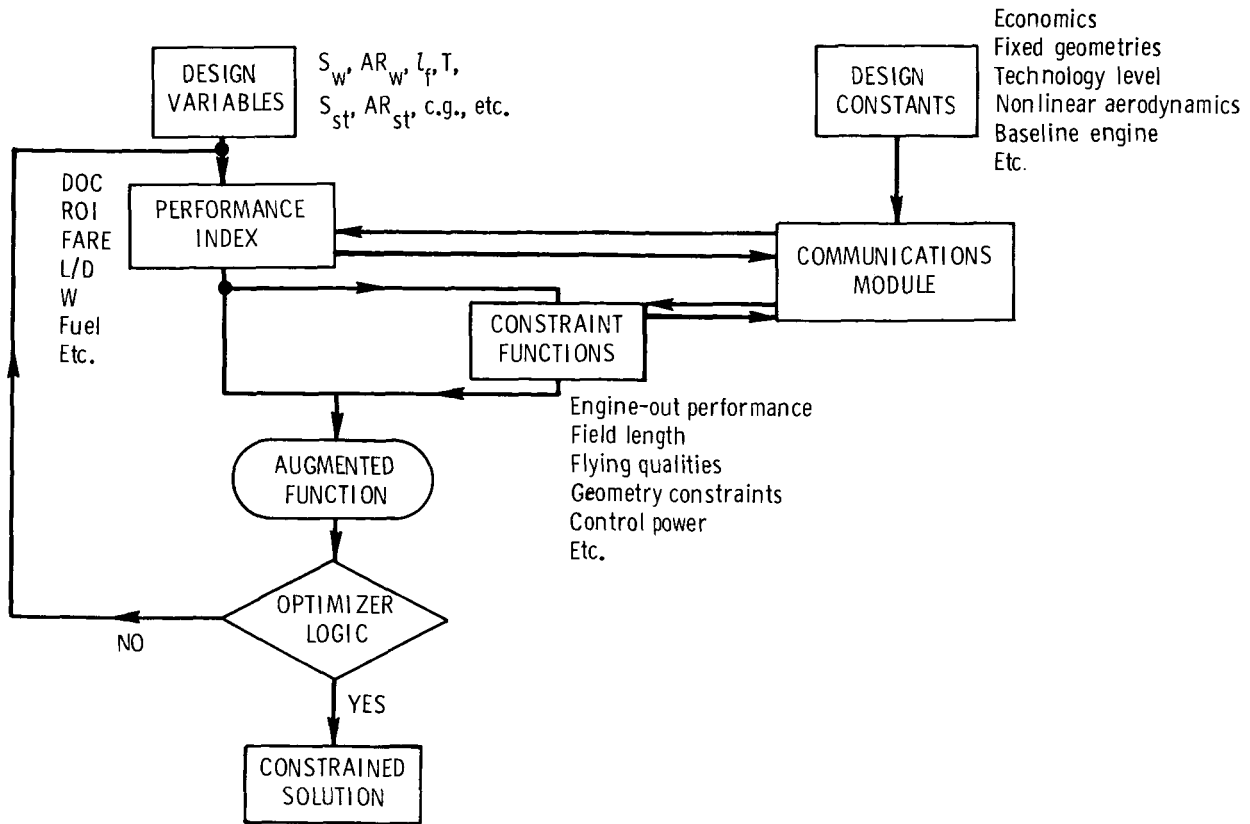 DESIGN
VARIABLES
S_w, AR_w, l_f, T,
S_st, AR_st, c.g., etc.
DESIGN
CONSTANTS
Economics
Fixed geometries
Technology level
Nonlinear aerodynamics
Baseline engine
Etc.
DOC
ROI
FARE
L/D
W
Fuel
Etc.
PERFORMANCE
INDEX
COMMUNICATIONS
MODULE
CONSTRAINT
FUNCTIONS
Engine-out performance
Field length
Flying qualities
Geometry constraints
Control power
Etc.
AUGMENTED
FUNCTION
OPTIMIZER
LOGIC
NO
YES
CONSTRAINED
SOLUTION